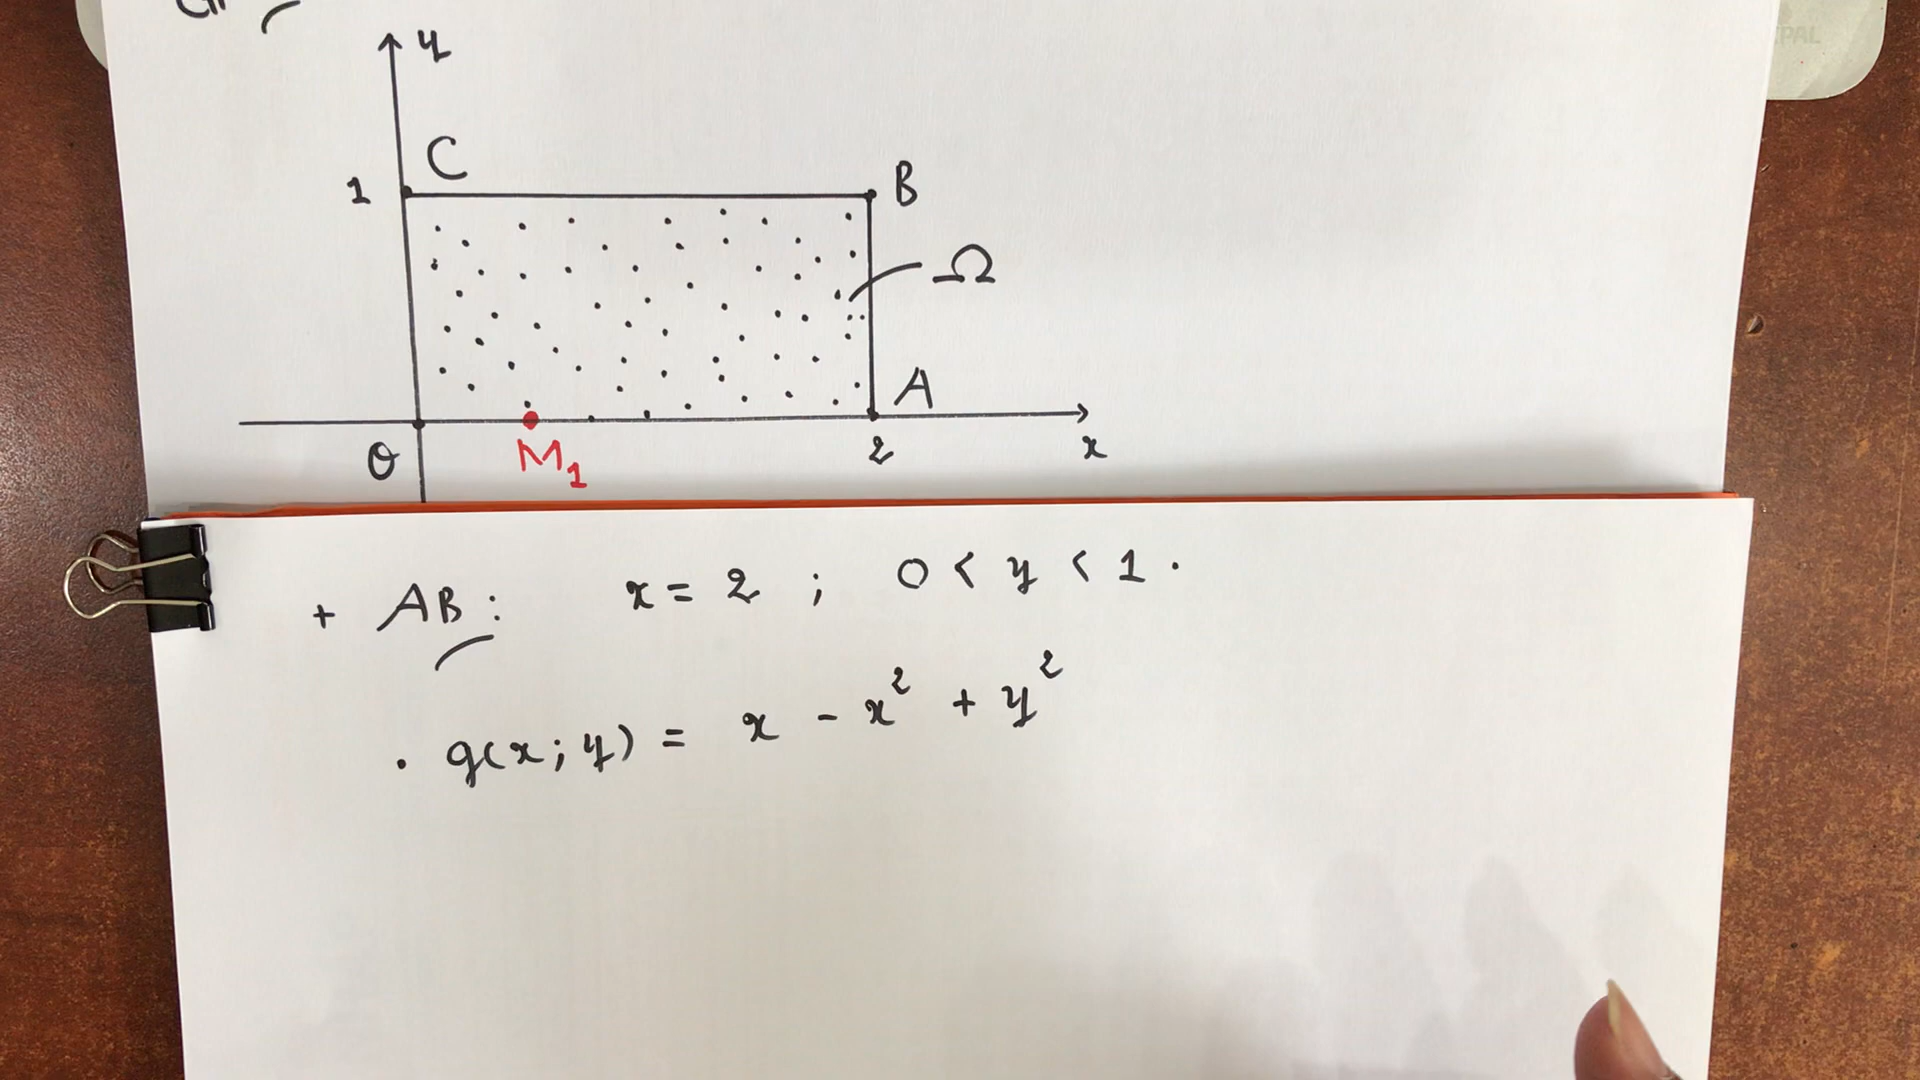 y
C
1
B
Ω
A
O
M₁
2
x
+ AB: x = 2 ; 0 < y < 1 .
. g(x; y) = x - x² + y²